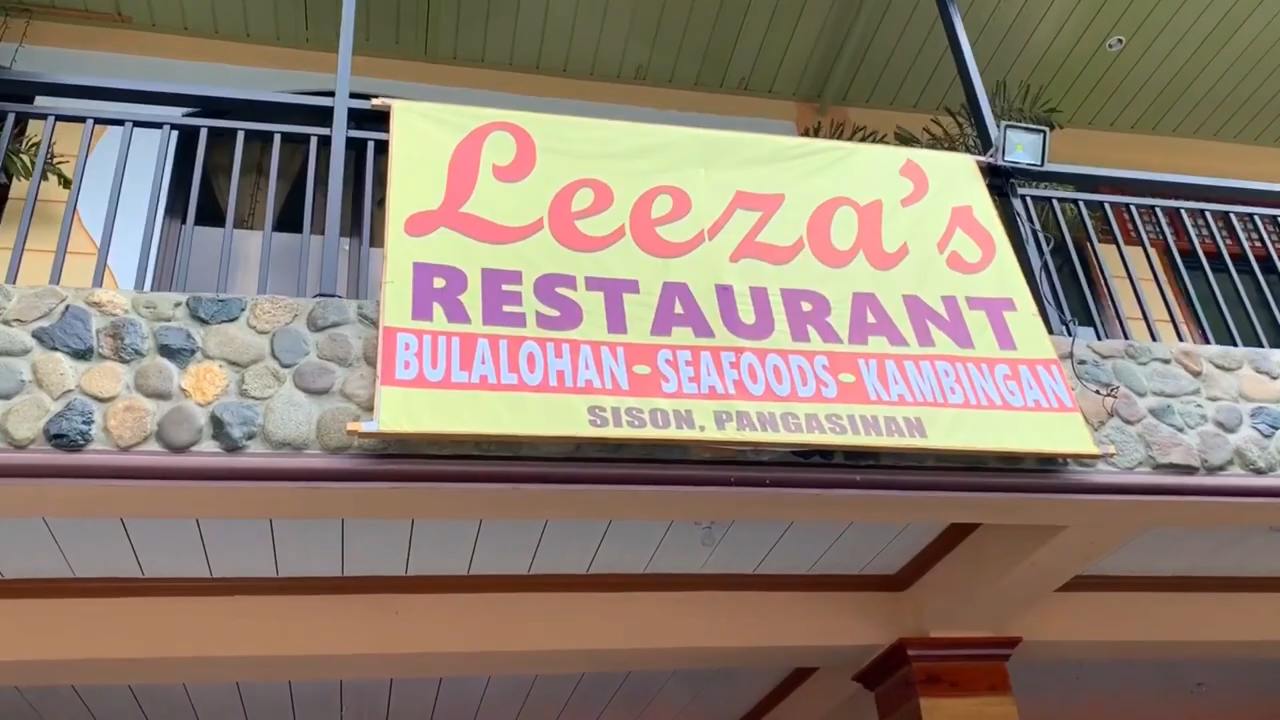 Leeza's
RESTAURANT
BULALOHAN - SEAFOODS - KAMBINGAN
SISON, PANGASINAN